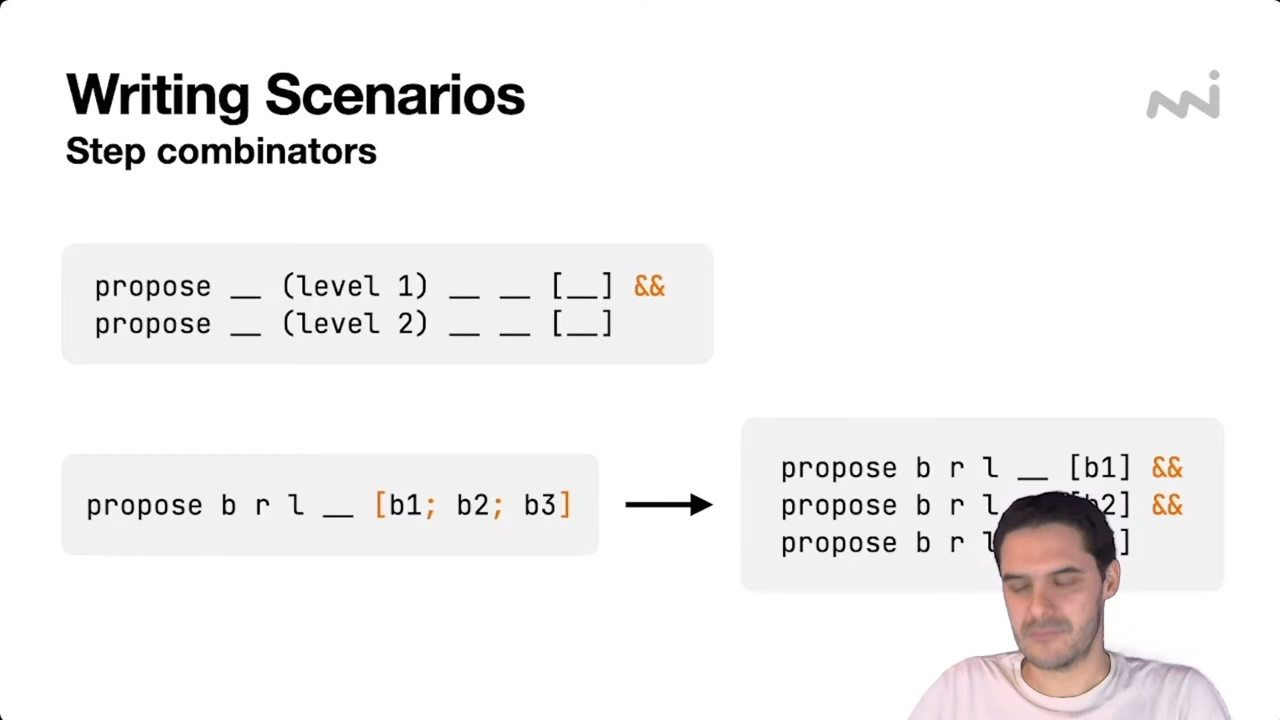 Writing Scenarios
Step combinators
propose __ (level 1) __ __ [__] &&
propose __ (level 2) __ __ [__]
propose b r l __ [b1; b2; b3]
propose b r l __ [b1] &&
propose b r l b2] &&
propose b r l ]